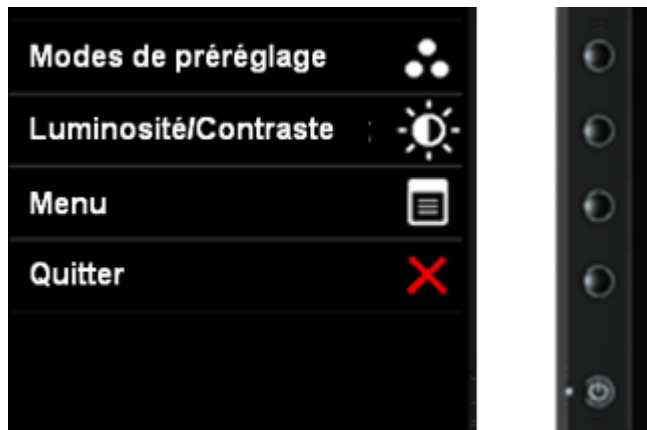 Modes de préréglage
Luminosité/Contraste
Menu
Quitter